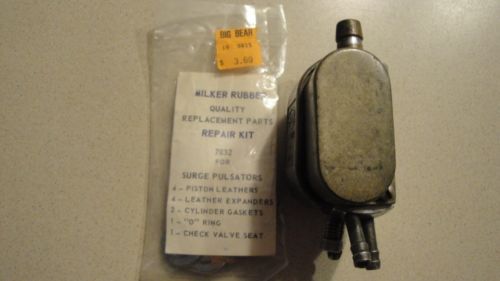 BIG BEAR
$ 3.60
MILKER RUBBER
QUALITY
REPLACEMENT PARTS
REPAIR KIT
7832
FOR
SURGE PULSATORS
4 - PISTON LEATHERS
4 - LEATHER EXPANDERS
2 - CYLINDER GASKETS
1 - "O" RING
1 - CHECK VALVE SEAT